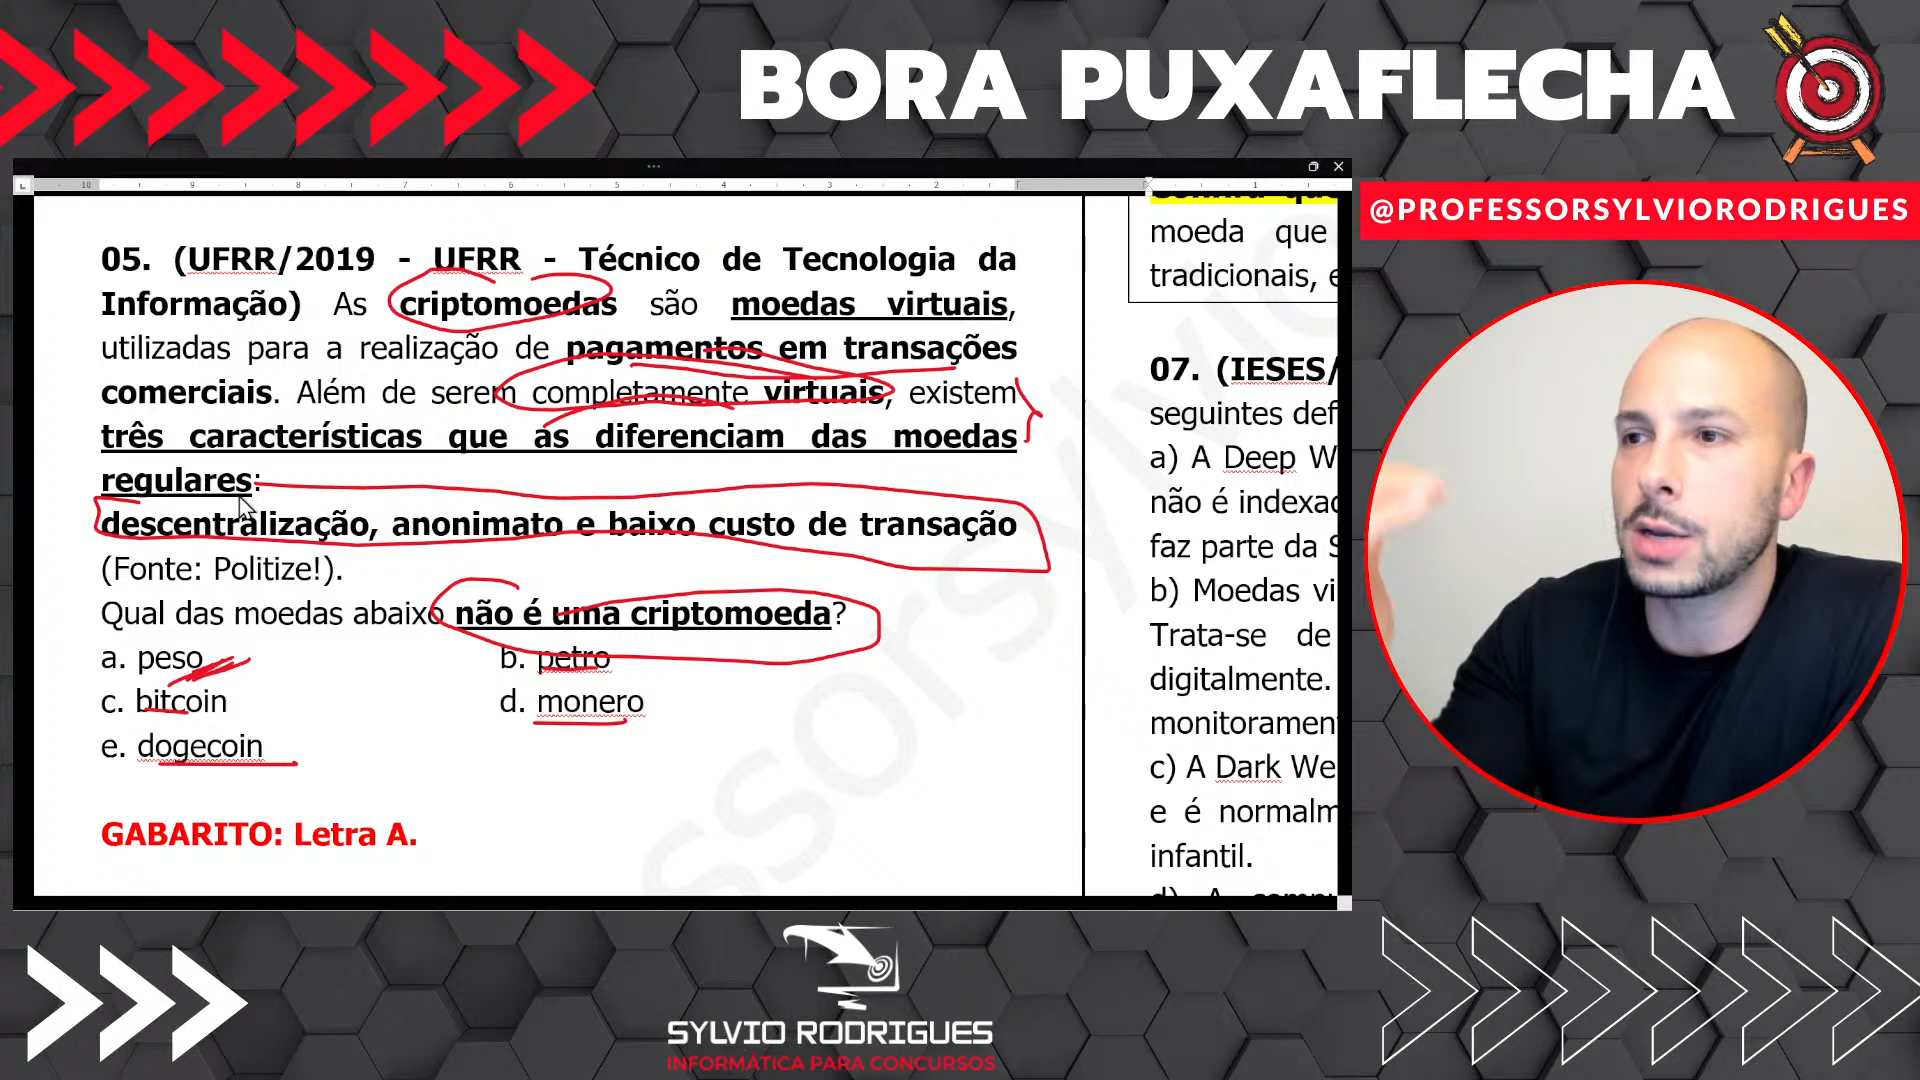 BORA PUXAFLECHA
@PROFESSORSYLVIORODRIGUES
05. (UFRR/2019 - UFRR - Técnico de Tecnologia da
Informação) As criptomoedas são moedas virtuais,
utilizadas para a realização de pagamentos em transações
comerciais. Além de serem completamente virtuais, existem
três características que as diferenciam das moedas
regulares:
descentralização, anonimato e baixo custo de transação
(Fonte: Politize!).
Qual das moedas abaixo não é uma criptomoeda?
a. peso b. petro
c. bitcoin d. monero
e. dogecoin
GABARITO: Letra A.
moeda que
tradicionais, e
07. (IESES/
seguintes def
a) A Deep W
não é indexad
faz parte da S
b) Moedas vi
Trata-se de
digitalmente.
monitoramen
c) A Dark We
e é normalm
infantil.
SYLVIO RODRIGUES
INFORMÁTICA PARA CONCURSOS